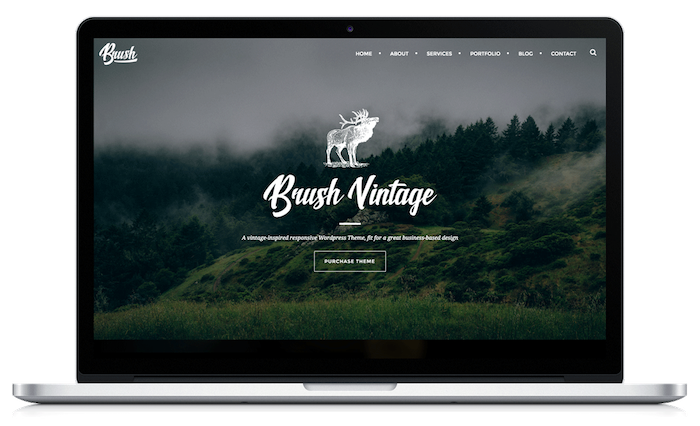 Brush
HOME • ABOUT • SERVICES • PORTFOLIO • BLOG • CONTACT
Brush Vintage
A vintage-inspired responsive Wordpress Theme, fit for a great business-based design
PURCHASE THEME